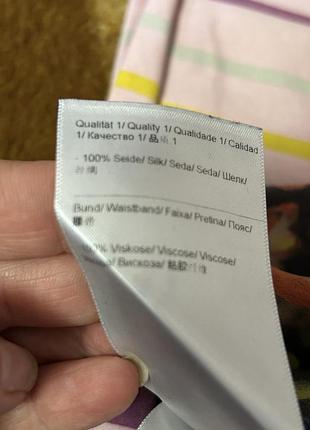 Qualität 1/ Quality 1/ Qualidade 1/ Calidad
1/ Качество 1/ 品 1
- 100% Seide/ Silk/ Seda/ Seda/ Шелк/
Bund/ Waistband/ Faixa/ Pretina/ Пояс/
100% Viskose/ Viscose/ Viscose/
Вискоза/